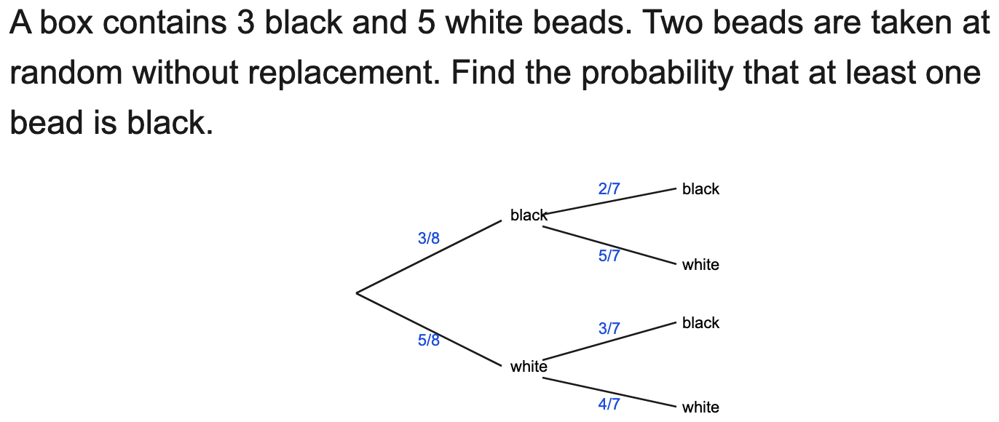 A box contains 3 black and 5 white beads. Two beads are taken at
random without replacement. Find the probability that at least one
bead is black.
2/7
black
black
3/8
5/7
white
3/7
black
5/8
white
4/7
white